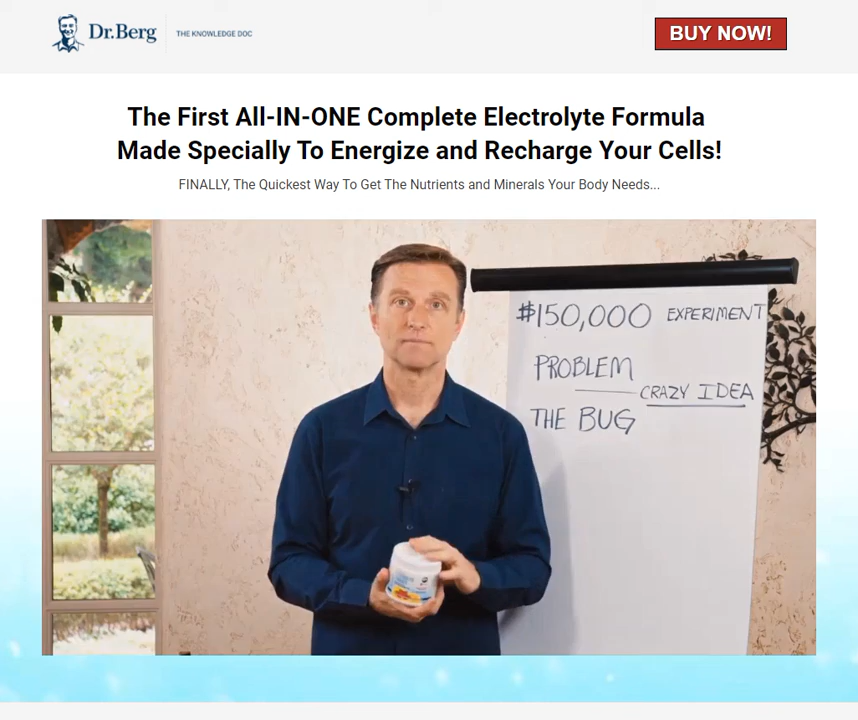 Dr.Berg
THE KNOWLEDGE DOC
BUY NOW!
The First All-IN-ONE Complete Electrolyte Formula
Made Specially To Energize and Recharge Your Cells!
FINALLY, The Quickest Way To Get The Nutrients and Minerals Your Body Needs...
$150,000 EXPERIMENT
PROBLEM
CRAZY IDEA
THE BUG